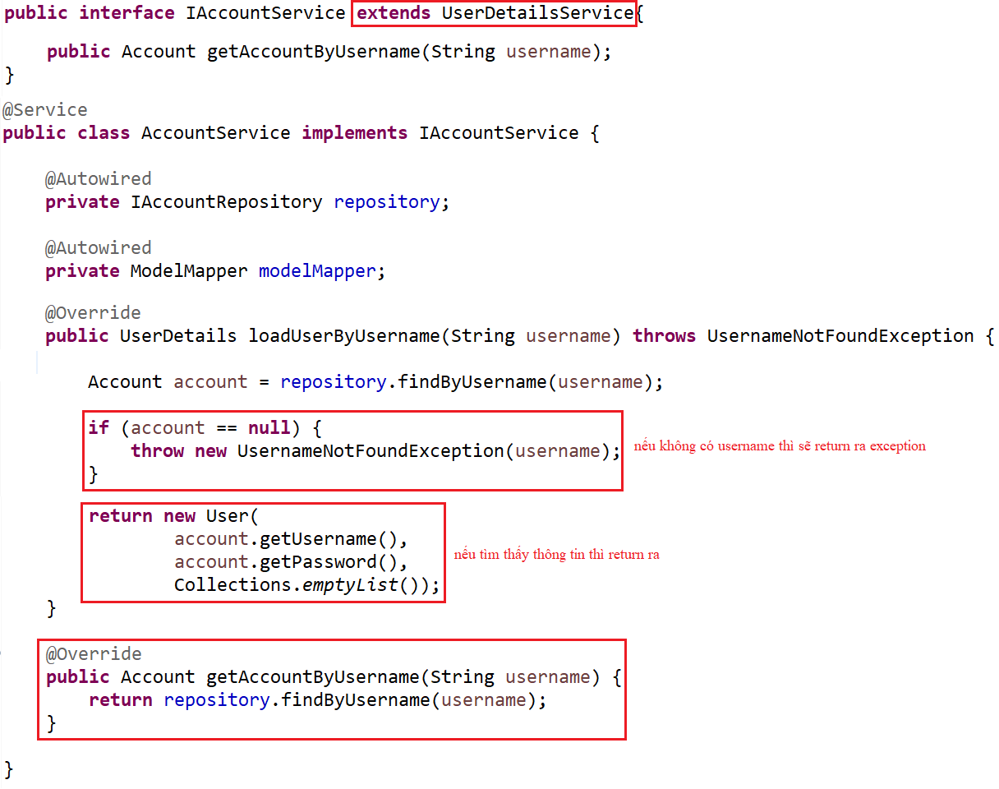 public interface IAccountService extends UserDetailsService{
public Account getAccountByUsername(String username);
}
@Service
public class AccountService implements IAccountService {
@Autowired
private IAccountRepository repository;
@Autowired
private ModelMapper modelMapper;
@Override
public UserDetails loadUserByUsername(String username) throws UsernameNotFoundException {
Account account = repository.findByUsername(username);
if (account == null) {
throw new UsernameNotFoundException(username);
}
nếu không có username thì sẽ return ra exception
return new User(
account.getUsername(),
account.getPassword(),
Collections.emptyList());
nếu tìm thấy thông tin thì return ra
}
@Override
public Account getAccountByUsername(String username) {
return repository.findByUsername(username);
}
}